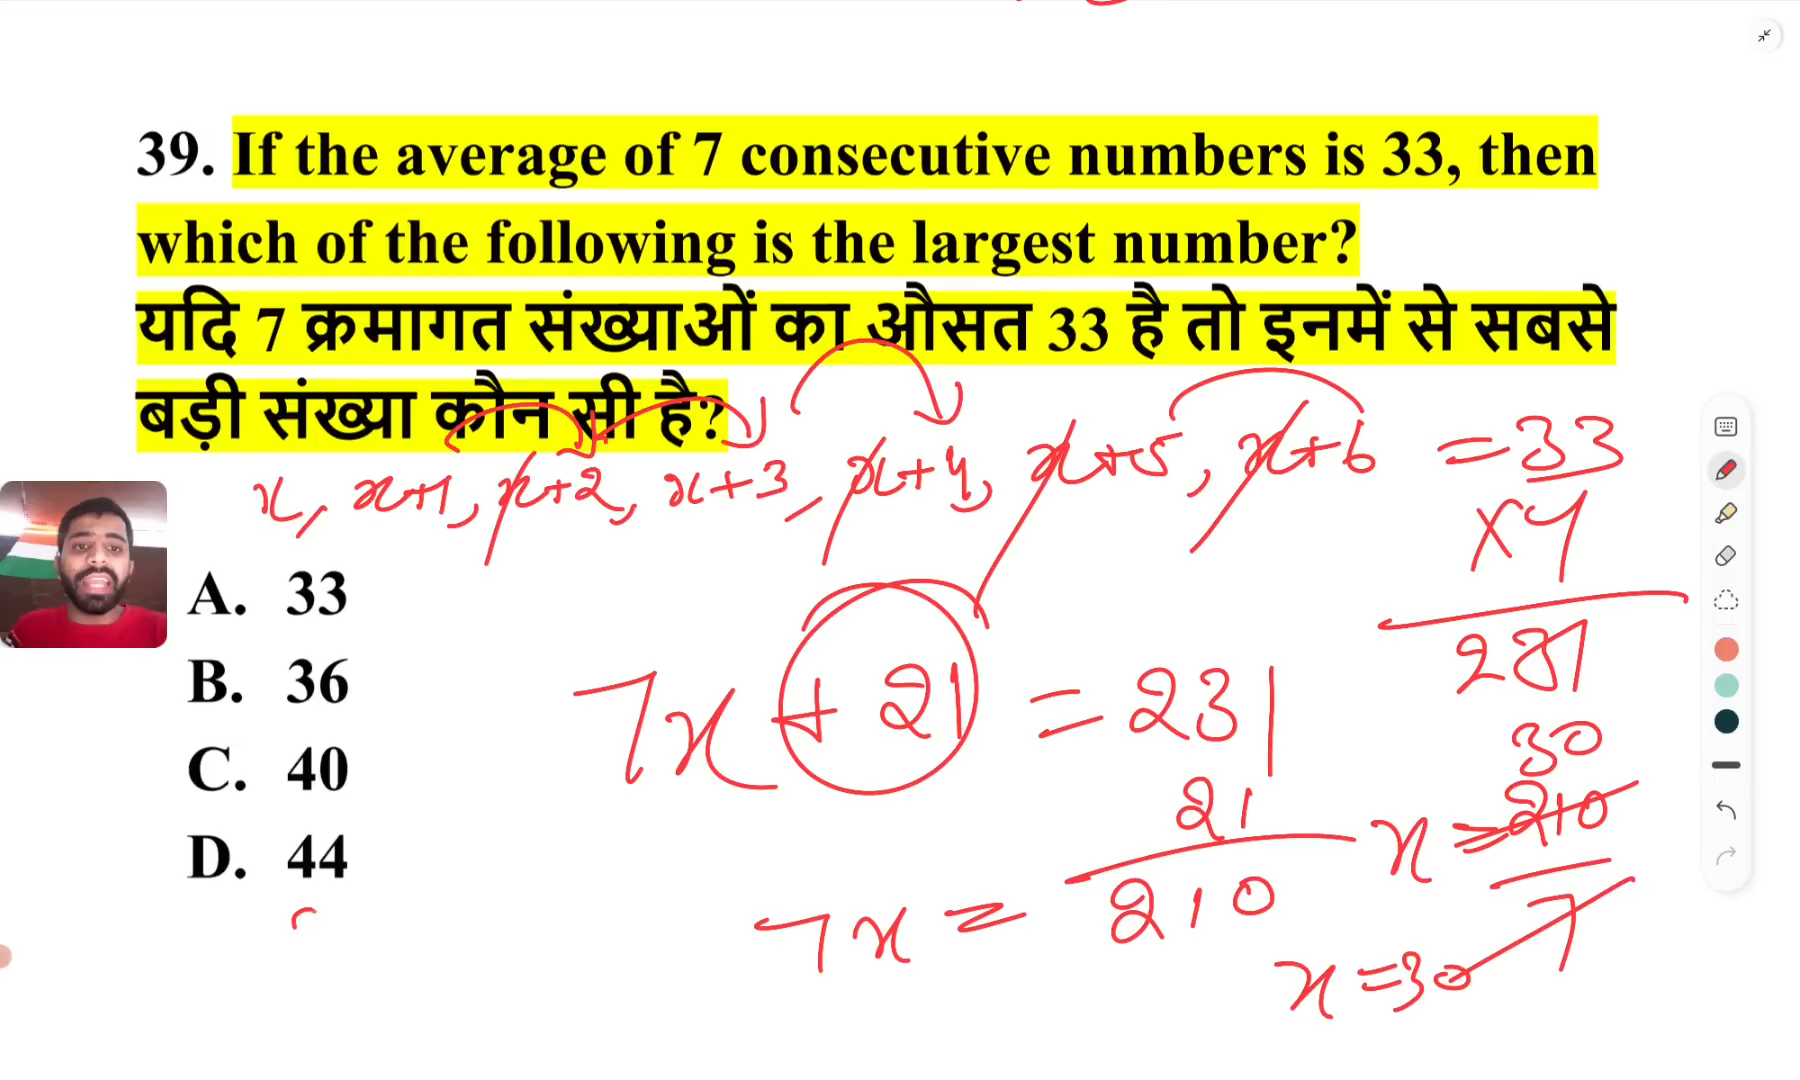 39. If the average of 7 consecutive numbers is 33, then
which of the following is the largest number?
यदि 7 क्रमागत संख्याओं का औसत 33 है तो इनमें से सबसे
बड़ी संख्या कौन सी है?
x, x+1, x+2, x+3, x+4, x+5, x+6 = 33
A. 33
B. 36
C. 40
D. 44
7x + 21 = 231
21
7x = 210
x = 210
7
30
x = 30